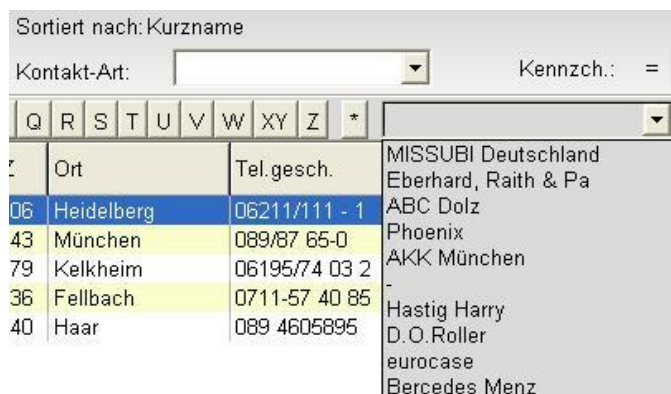 Sortiert nach: Kurzname
Kontakt-Art: Kennzch.: =
Q R S T U V W XY Z *
Ort Tel.gesch.
06 Heidelberg 06211/111 - 1
43 München 089/87 65-0
79 Kelkheim 06195/74 03 2
36 Fellbach 0711-57 40 85
40 Haar 089 4605895
MISSUBI Deutschland
Eberhard, Raith & Pa
ABC Dolz
Phoenix
AKK München
-
Hastig Harry
D.O.Roller
eurocase
Bercedes Menz